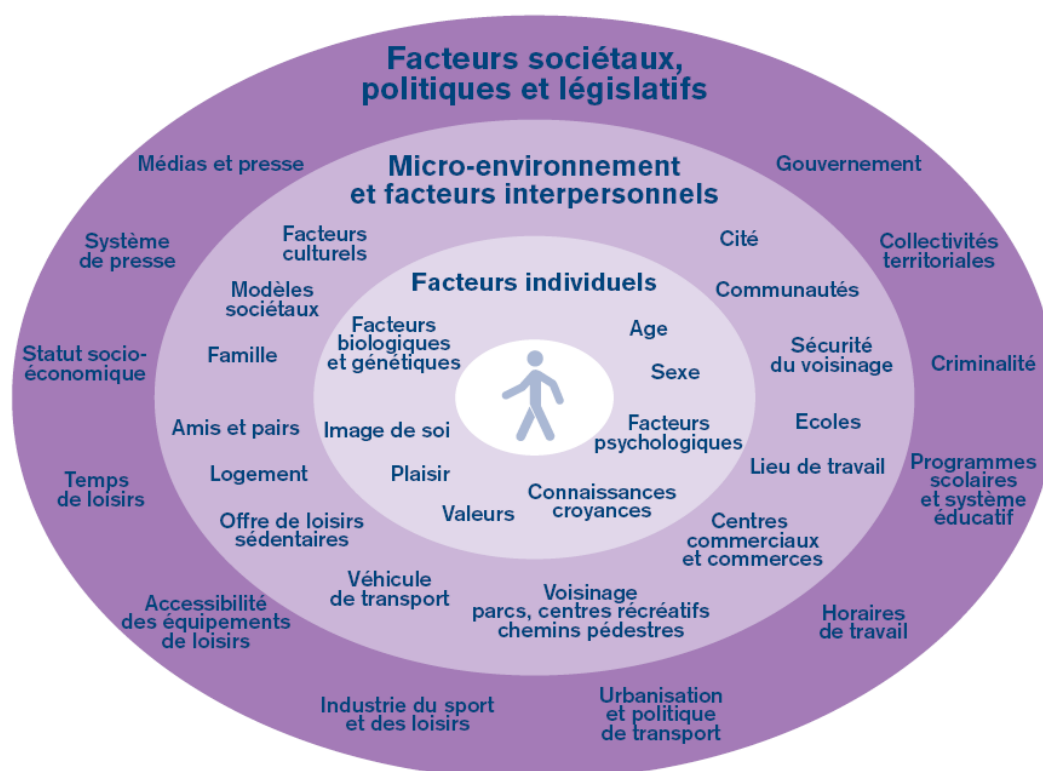 Facteurs sociétaux,
politiques et législatifs
Médias et presse
Gouvernement
Système
de presse
Collectivités
territoriales
Statut socio-
économique
Criminalité
Temps
de loisirs
Programmes
scolaires
et système
éducatif
Accessibilité
des équipements
de loisirs
Horaires
de travail
Industrie du sport
et des loisirs
Urbanisation
et politique
de transport
Micro-environnement
et facteurs interpersonnels
Facteurs
culturels
Cité
Modèles
sociétaux
Communautés
Famille
Sécurité
du voisinage
Amis et pairs
Ecoles
Logement
Lieu de travail
Offre de loisirs
sédentaires
Centres
commerciaux
et commerces
Véhicule
de transport
Voisinage
parcs, centres récréatifs
chemins pédestres
Facteurs individuels
Facteurs
biologiques
et génétiques
Age
Sexe
Image de soi
Facteurs
psychologiques
Plaisir
Valeurs
Connaissances
croyances